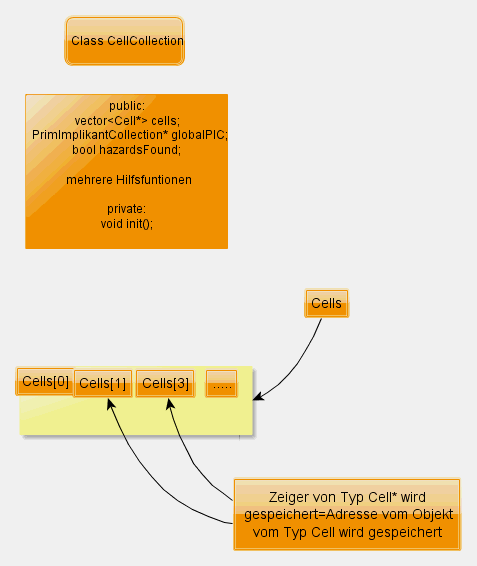 Class CellCollection
public:
vector<Cell*> cells;
PrimImplikantCollection* globalPIC;
bool hazardsFound;
mehrere Hilfsfuntionen
private:
void init();
Cells
Cells[0]
Cells[1]
Cells[3]
.....
Zeiger von Typ Cell* wird
gespeichert=Adresse vom Objekt
vom Typ Cell wird gespeichert